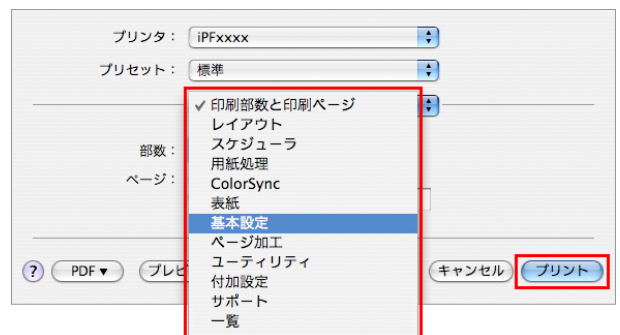 プリンタ： iPFxxxx
プリセット： 標準
✓ 印刷部数と印刷ページ
レイアウト
スケジューラ
部数：
用紙処理
ページ：
ColorSync
表紙
基本設定
ページ加工
ユーティリティ
? PDF▼ プレビ キャンセル プリント
付加設定
サポート
一覧